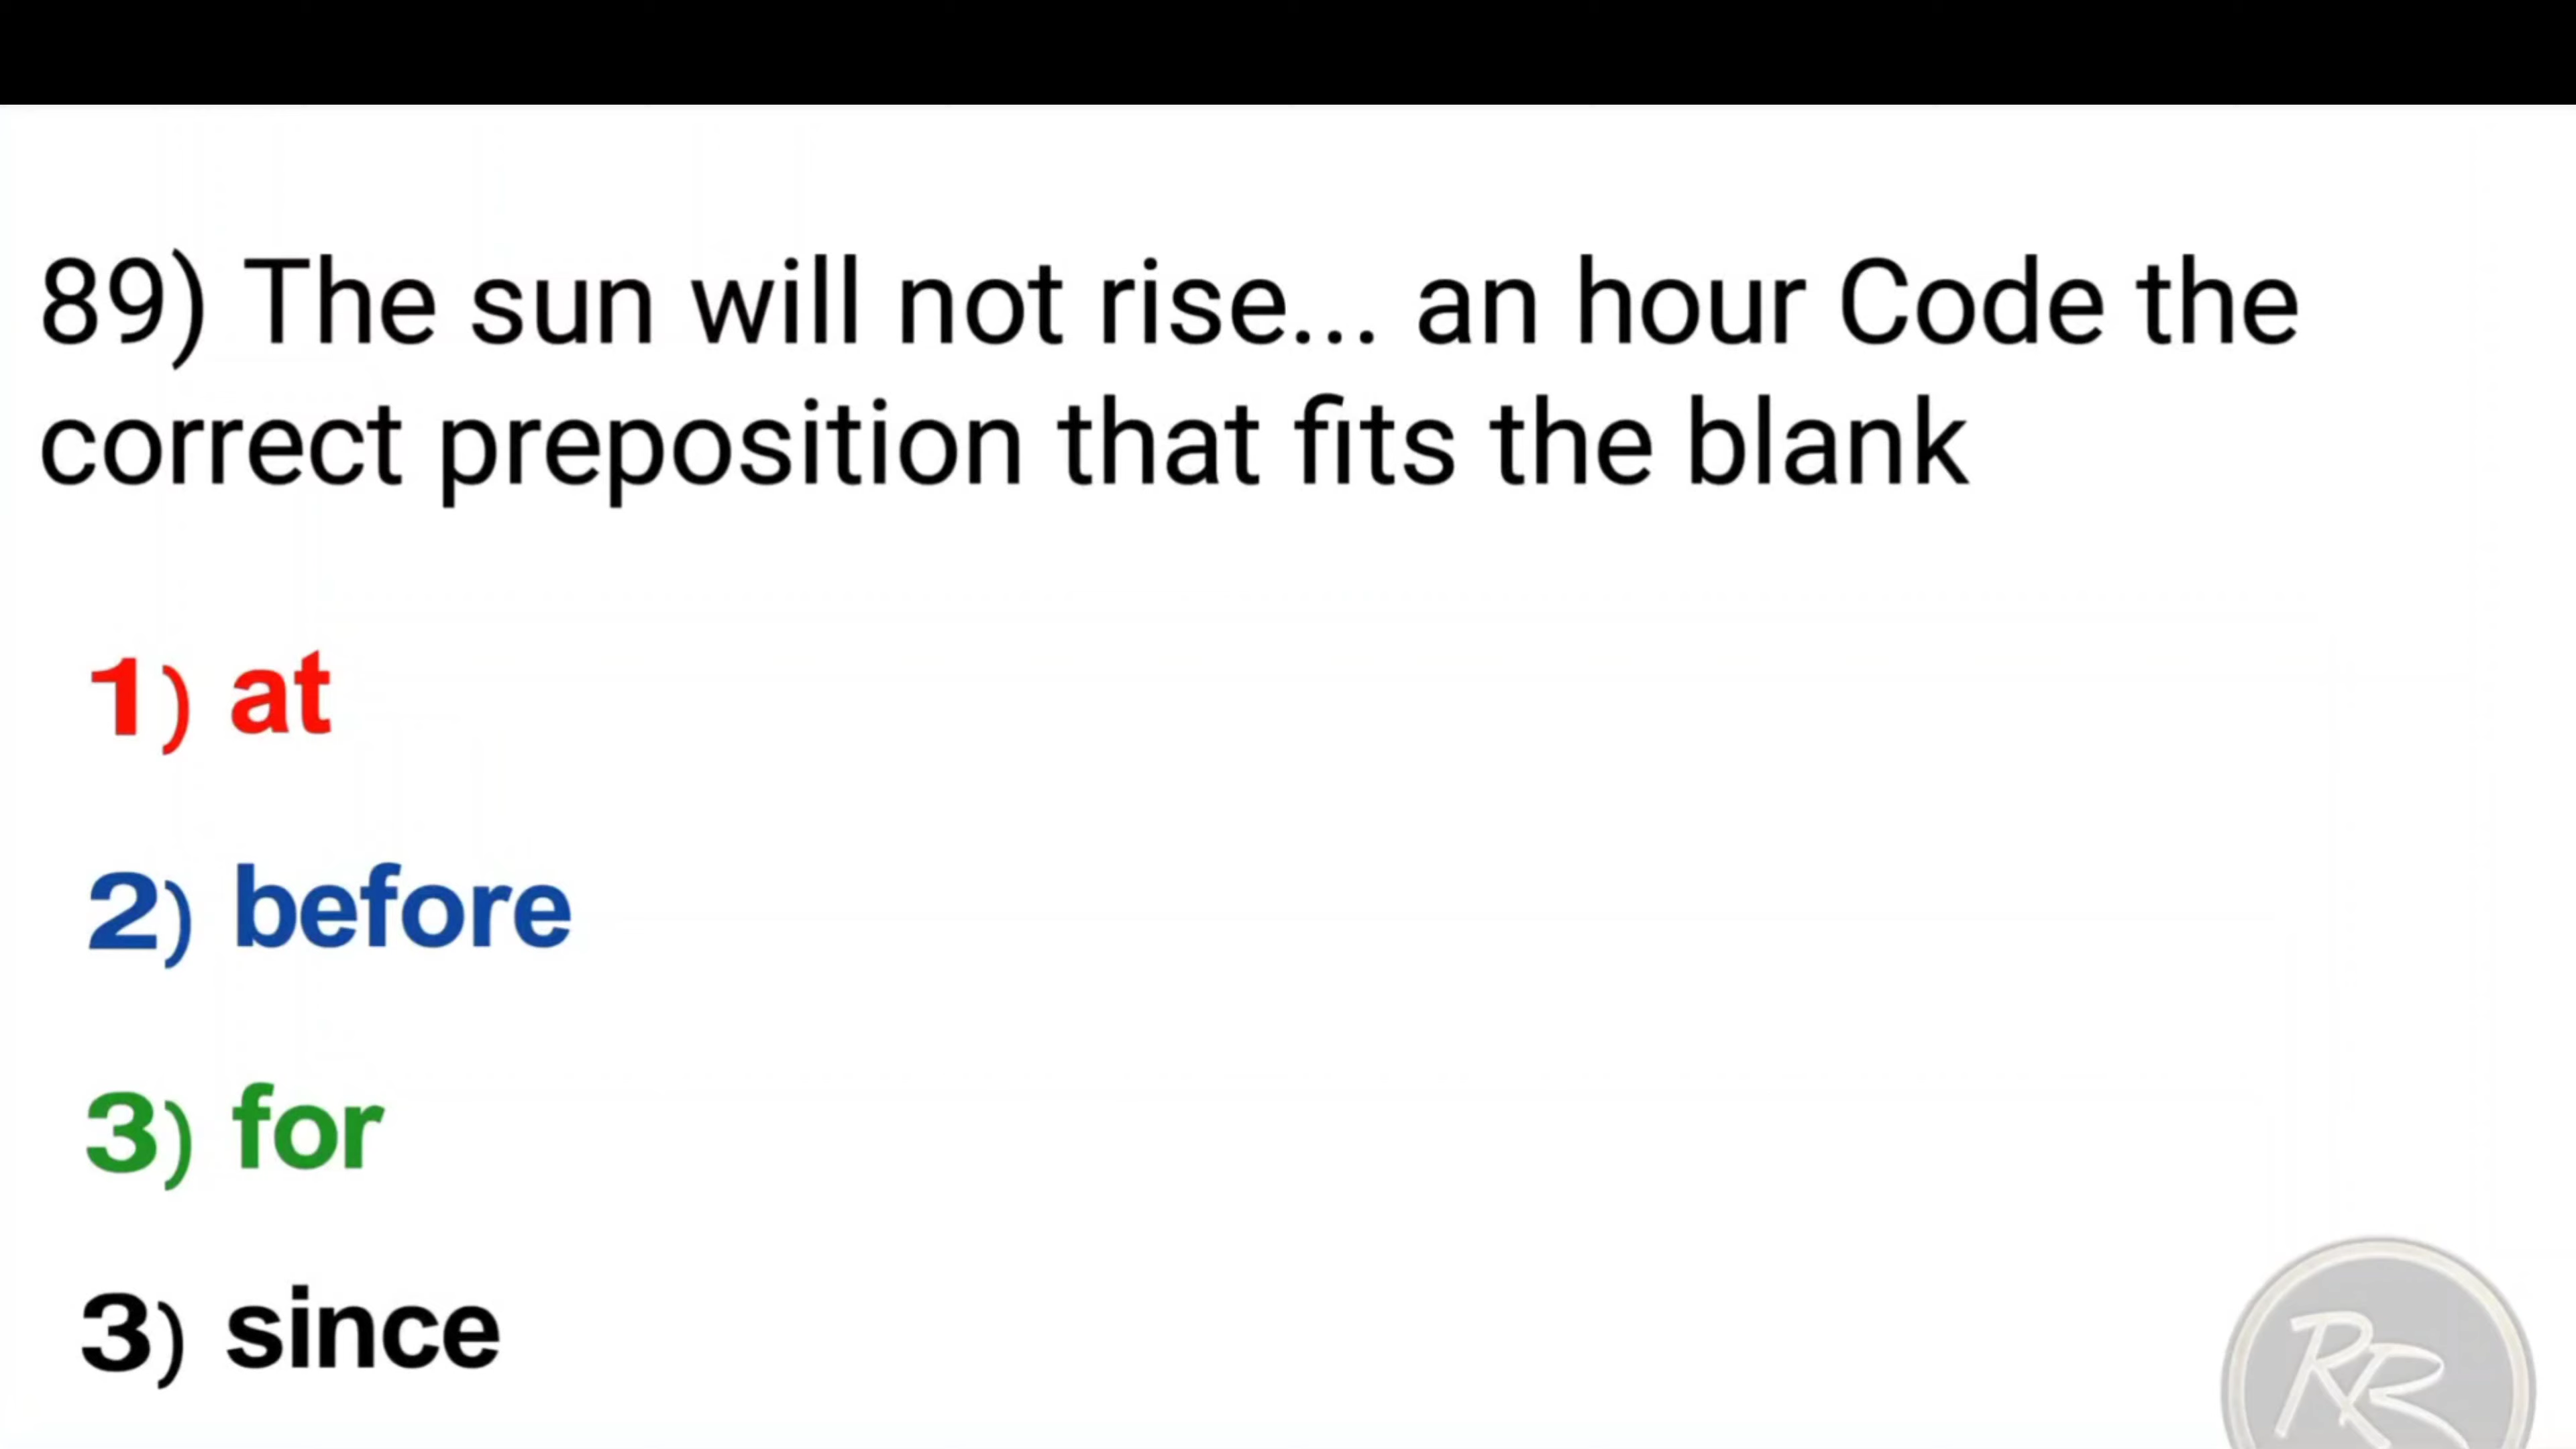 89) The sun will not rise... an hour Code the
correct preposition that fits the blank
1) at
2) before
3) for
3) since
RR